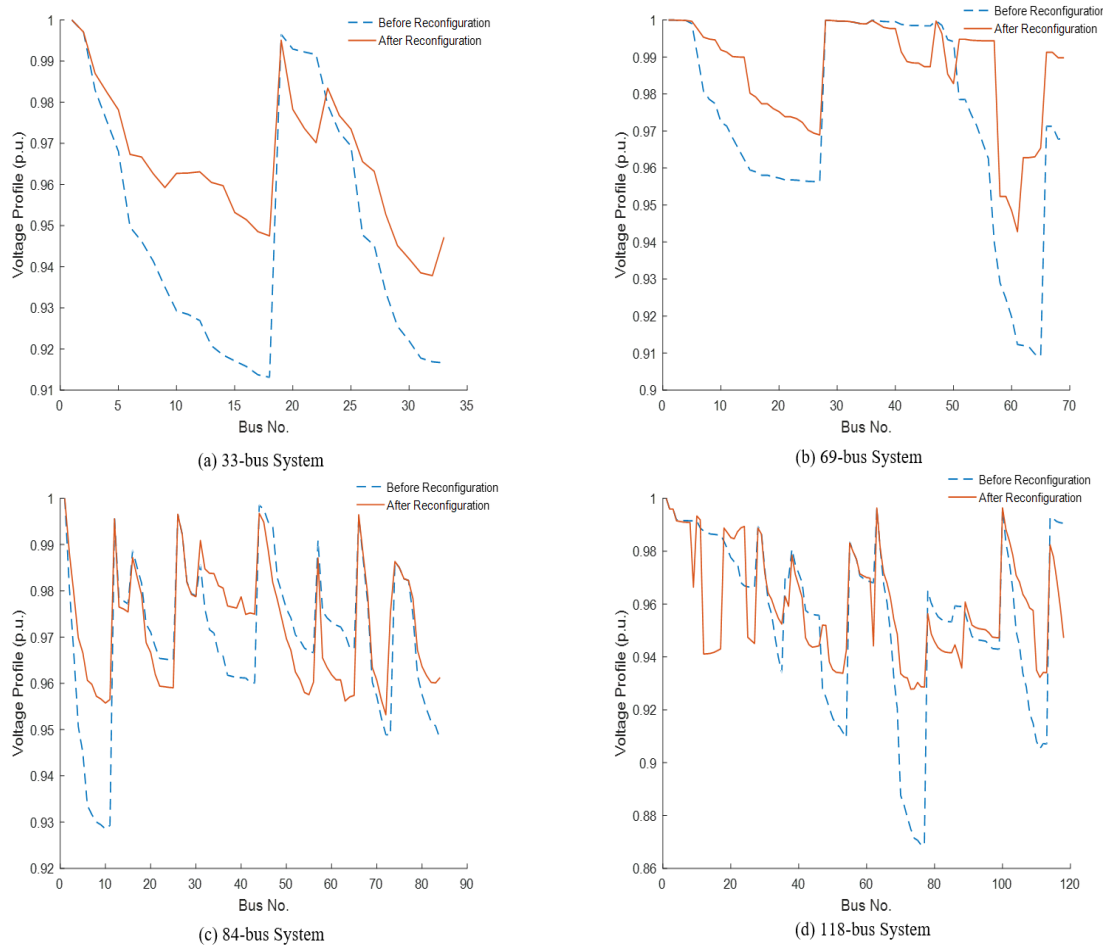 Before Reconfiguration
After Reconfiguration
Voltage Profile (p.u.)
1
0.99
0.98
0.97
0.96
0.95
0.94
0.93
0.92
0.91
0 5 10 15 20 25 30 35
Bus No.
(a) 33-bus System
Before Reconfiguration
After Reconfiguration
Voltage Profile (p.u.)
1
0.99
0.98
0.97
0.96
0.95
0.94
0.93
0.92
0.91
0.9
0 10 20 30 40 50 60 70
Bus No.
(b) 69-bus System
Before Reconfiguration
After Reconfiguration
Voltage Profile (p.u.)
1
0.99
0.98
0.97
0.96
0.95
0.94
0.93
0.92
0 10 20 30 40 50 60 70 80 90
Bus No.
(c) 84-bus System
Before Reconfiguration
After Reconfiguration
Voltage Profile (p.u.)
1
0.98
0.96
0.94
0.92
0.9
0.88
0.86
0 20 40 60 80 100 120
Bus No.
(d) 118-bus System